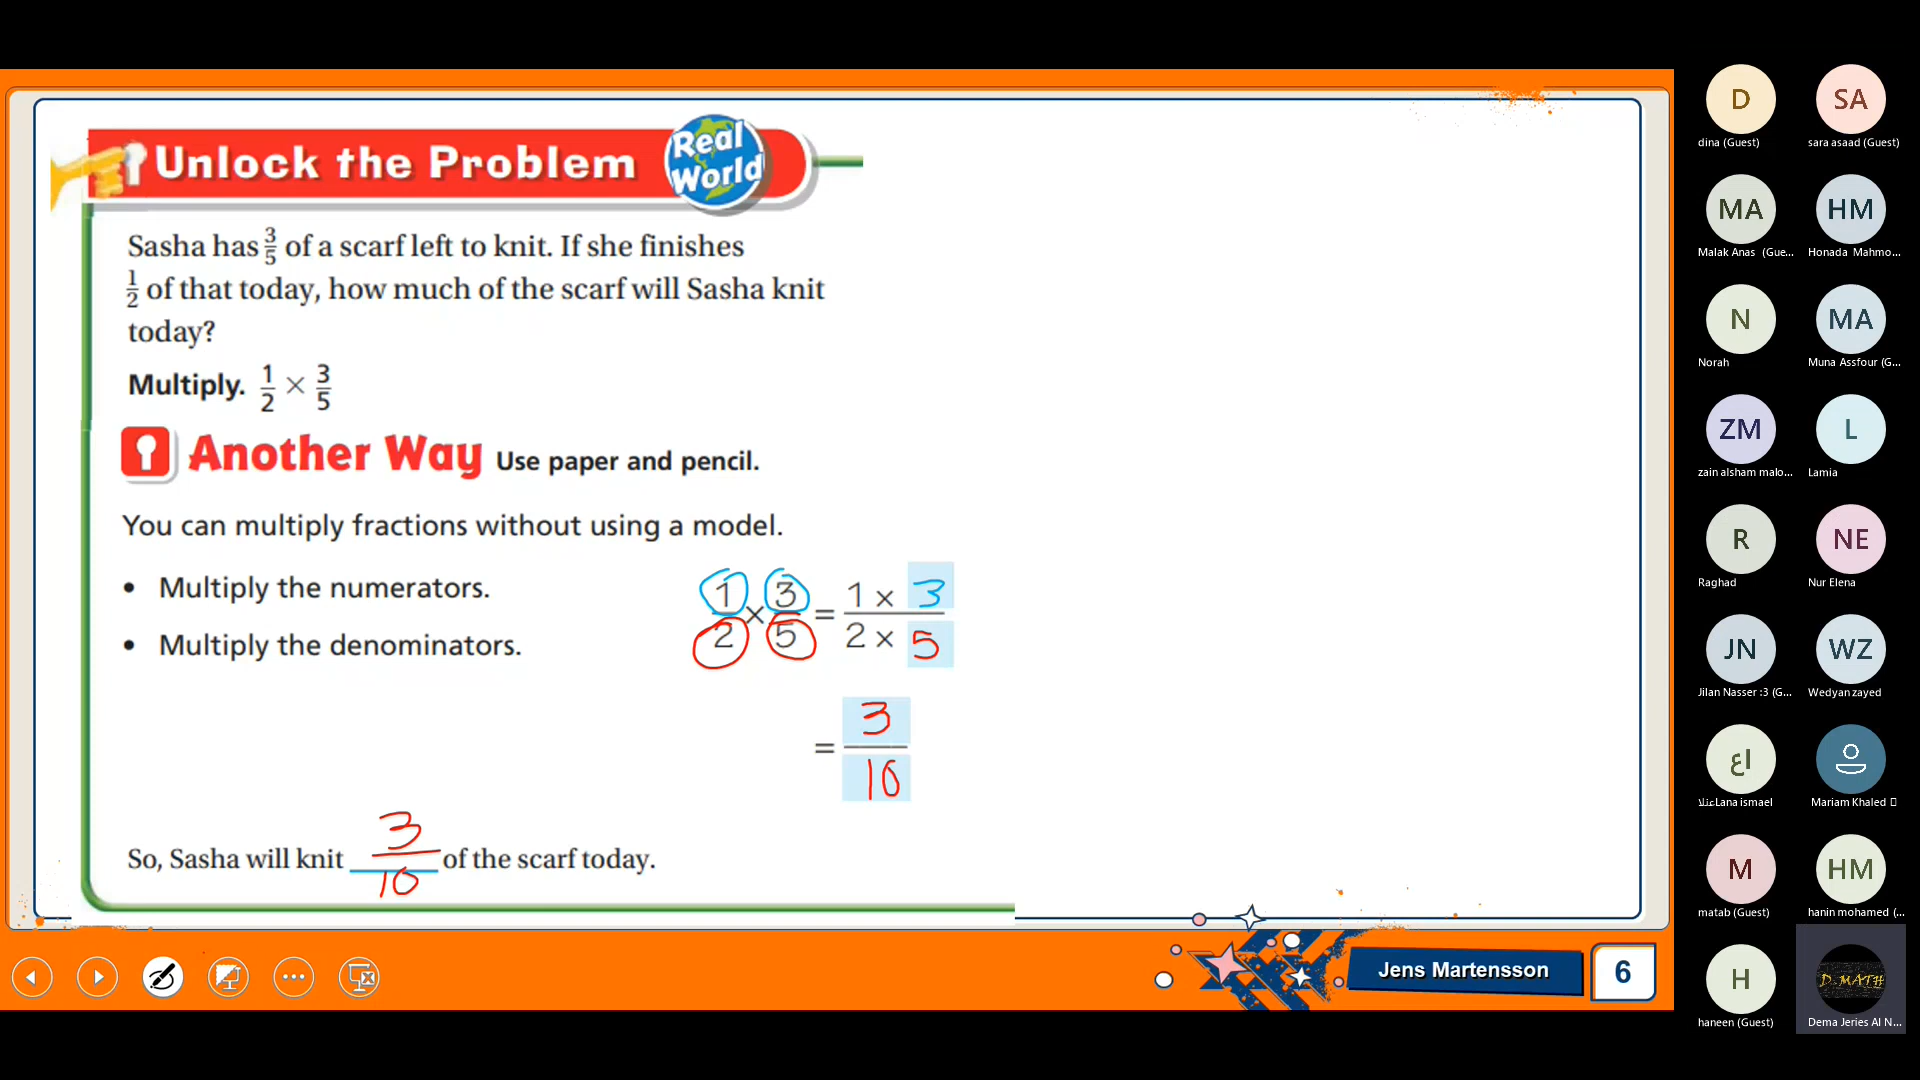 Unlock the Problem
Real World
Sasha has 3/5 of a scarf left to knit. If she finishes
1/2 of that today, how much of the scarf will Sasha knit
today?
Multiply. 1/2 × 3/5
Another Way Use paper and pencil.
You can multiply fractions without using a model.
• Multiply the numerators.
• Multiply the denominators.
1/2 × 3/5 = 1 × 3 / 2 × 5
= 3/10
So, Sasha will knit 3/10 of the scarf today.
Jens Martensson
6
D
SA
dina (Guest)
sara asaad (Guest)
MA
HM
Malak Anas (Gue...
Honada Mahmo...
N
MA
Norah
Muna Assfour (G...
ZM
L
zain alsham malo...
Lamia
R
NE
Raghad
Nur Elena
JN
WZ
Jilan Nasser :3 (G...
Wedyan zayed
اع
Lana ismael
Mariam Khaled
M
HM
matab (Guest)
hanin mohamed (...
H
D.MATH
haneen (Guest)
Dema Jeries Al N...